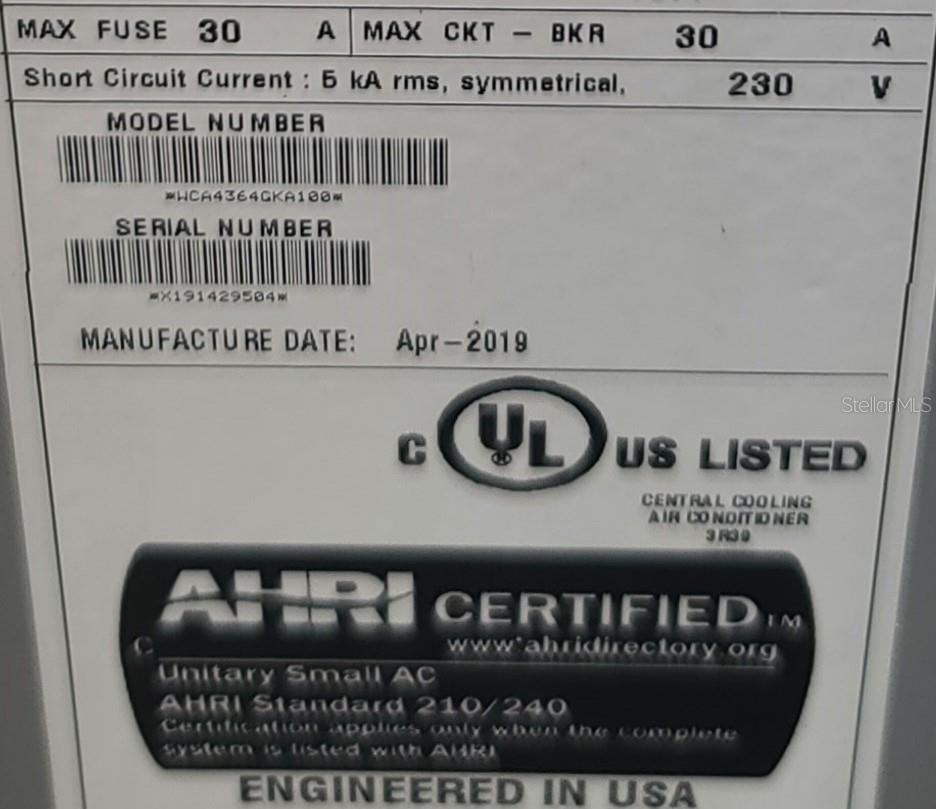 MAX FUSE 30 A MAX CKT - BKR 30 A
Short Circuit Current : 5 kA rms, symmetrical, 230 V
MODEL NUMBER
*WCA4364GKA100*
SERIAL NUMBER
*X191429504*
MANUFACTURE DATE: Apr-2019
StellarMLS
C UL® US LISTED
CENTRAL COOLING
AIR CONDITIONER
3R39
AHRI CERTIFIED™
www.ahridirectory.org
Unitary Small AC
AHRI Standard 210/240
Certification applies only when the complete
system is listed with AHRI
ENGINEERED IN USA